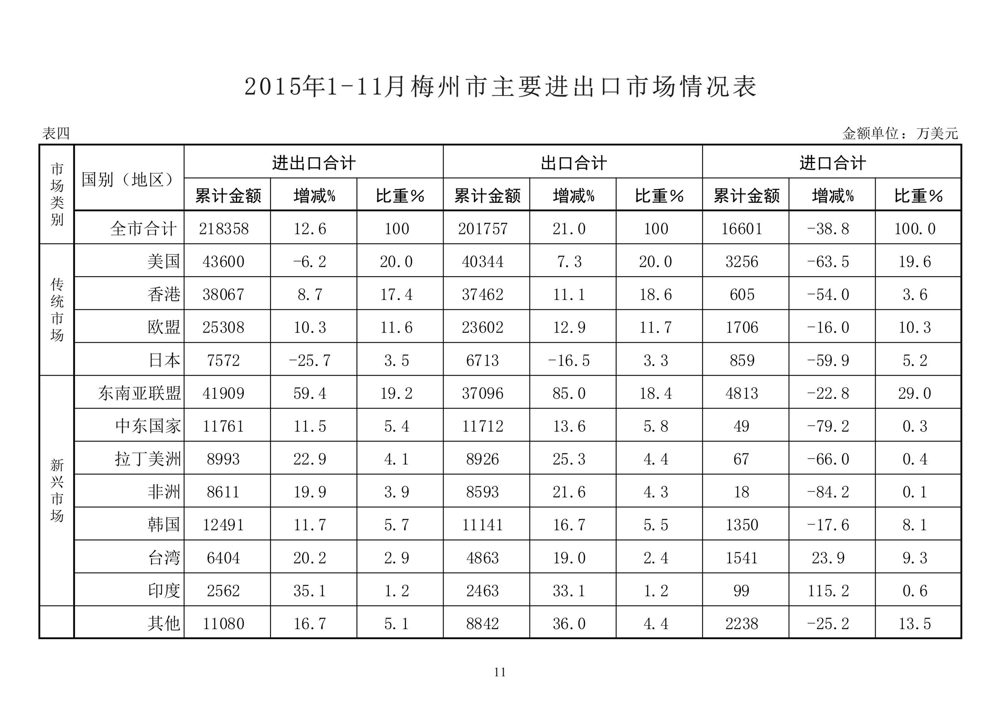 2015年1-11月梅州市主要进出口市场情况表
表四 金额单位：万美元
市场类别 国别（地区） 进出口合计 出口合计 进口合计
累计金额 增减% 比重% 累计金额 增减% 比重% 累计金额 增减% 比重%
全市合计 218358 12.6 100 201757 21.0 100 16601 -38.8 100.0
传统市场
美国 43600 -6.2 20.0 40344 7.3 20.0 3256 -63.5 19.6
香港 38067 8.7 17.4 37462 11.1 18.6 605 -54.0 3.6
欧盟 25308 10.3 11.6 23602 12.9 11.7 1706 -16.0 10.3
日本 7572 -25.7 3.5 6713 -16.5 3.3 859 -59.9 5.2
新兴市场
东南亚联盟 41909 59.4 19.2 37096 85.0 18.4 4813 -22.8 29.0
中东国家 11761 11.5 5.4 11712 13.6 5.8 49 -79.2 0.3
拉丁美洲 8993 22.9 4.1 8926 25.3 4.4 67 -66.0 0.4
非洲 8611 19.9 3.9 8593 21.6 4.3 18 -84.2 0.1
韩国 12491 11.7 5.7 11141 16.7 5.5 1350 -17.6 8.1
台湾 6404 20.2 2.9 4863 19.0 2.4 1541 23.9 9.3
印度 2562 35.1 1.2 2463 33.1 1.2 99 115.2 0.6
其他 11080 16.7 5.1 8842 36.0 4.4 2238 -25.2 13.5
11